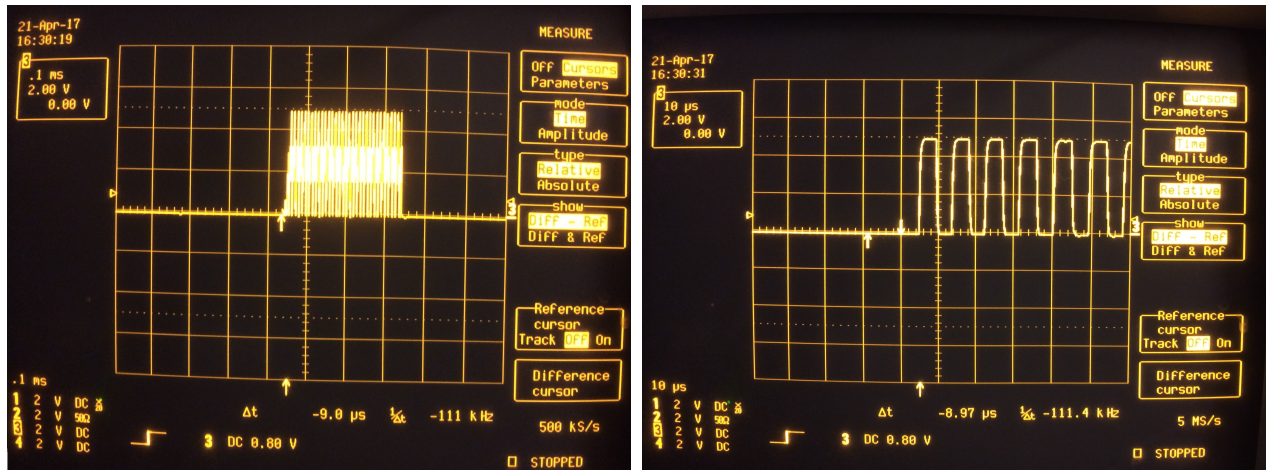 21-Apr-17
16:30:19
3
.1 ms
2.00 V
0.00 V
MEASURE
Off Cursors
Parameters
mode
Time
Amplitude
type
Relative
Absolute
show
Diff - Ref
Diff & Ref
Reference
cursor
Track Off On
Difference
cursor
3
.1 ms
1 2 V DC
2 2 V 50Ω
3 2 V DC
4 2 V DC
Δt -9.0 µs 1/Δt -111 kHz
3 DC 0.80 V
500 kS/s
STOPPED
21-Apr-17
16:30:31
3
10 µs
2.00 V
0.00 V
MEASURE
Off Cursors
Parameters
mode
Time
Amplitude
type
Relative
Absolute
show
Diff - Ref
Diff & Ref
Reference
cursor
Track Off On
Difference
cursor
3
10 µs
1 2 V DC
2 2 V 50Ω
3 2 V DC
4 2 V DC
Δt -8.97 µs 1/Δt -111.4 kHz
3 DC 0.80 V
5 MS/s
STOPPED